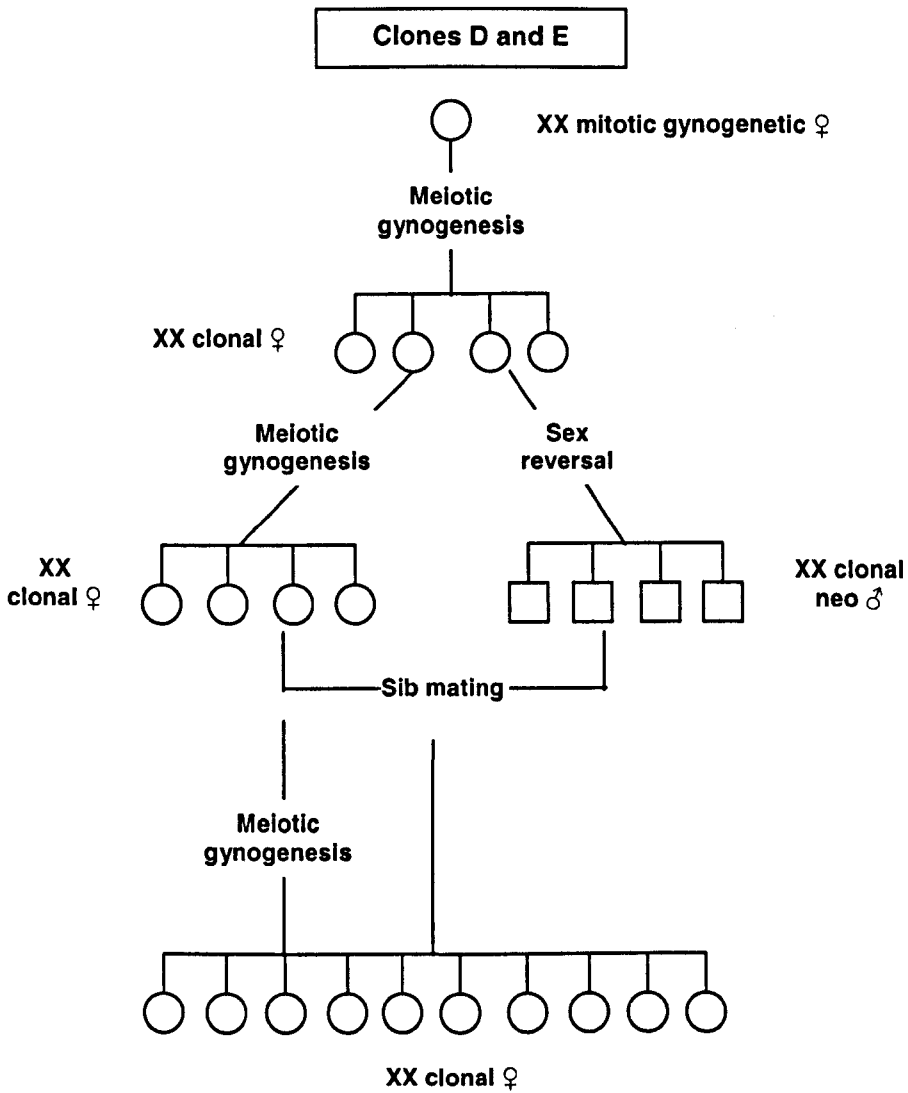 Clones D and E
XX mitotic gynogenetic ♀
Meiotic
gynogenesis
XX clonal ♀
Meiotic
gynogenesis
Sex
reversal
XX
clonal ♀
XX clonal
neo ♂
Sib mating
Meiotic
gynogenesis
XX clonal ♀